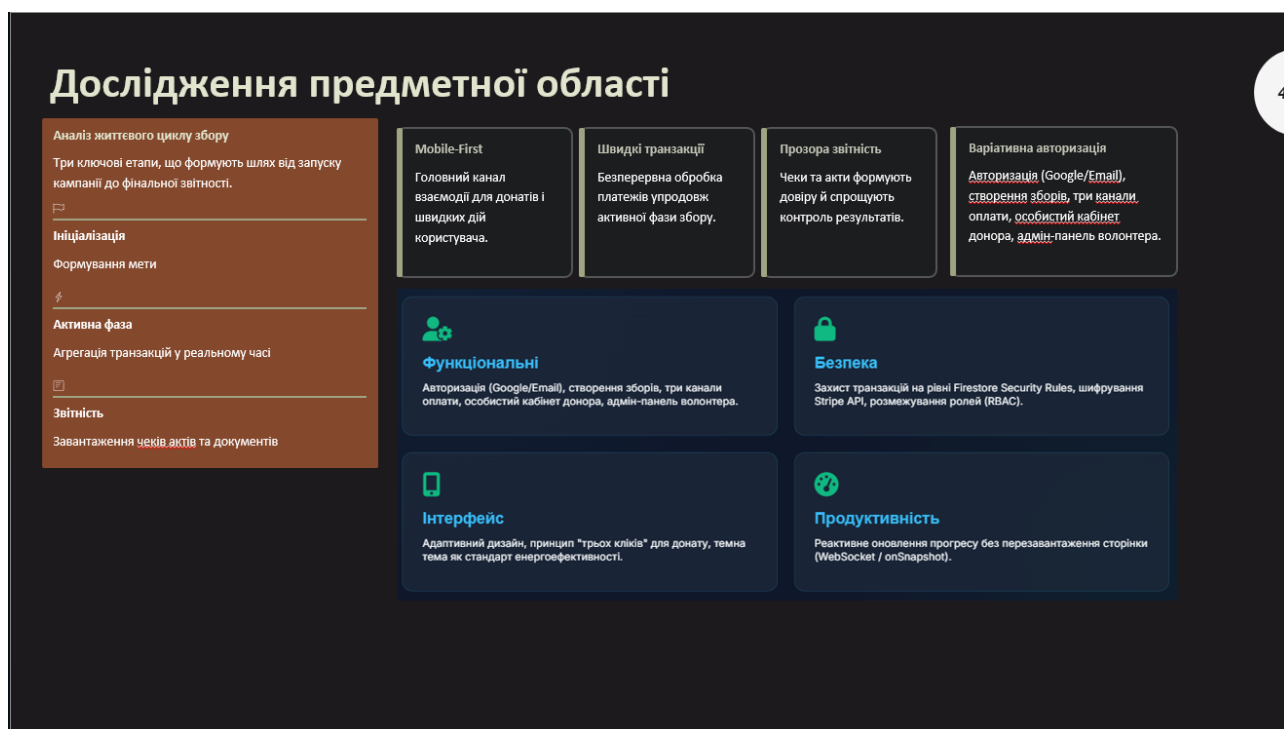 Дослідження предметної області
4
Аналіз життєвого циклу збору
Три ключові етапи, що формують шлях від запуску
кампанії до фінальної звітності.
Ініціалізація
Формування мети
Активна фаза
Агрегація транзакцій у реальному часі
Звітність
Завантаження чеків актів та документів
Mobile-First
Головний канал
взаємодії для донатів і
швидких дій
користувача.
Швидкі транзакції
Безперервна обробка
платежів упродовж
активної фази збору.
Прозора звітність
Чеки та акти формують
довіру й спрощують
контроль результатів.
Варіативна авторизація
Авторизація (Google/Email),
створення зборів, три канали
оплати, особистий кабінет
донора, адмін-панель волонтера.
Функціональні
Авторизація (Google/Email), створення зборів, три канали
оплати, особистий кабінет донора, адмін-панель волонтера.
Безпека
Захист транзакцій на рівні Firestore Security Rules, шифрування
Stripe API, розмежування ролей (RBAC).
Інтерфейс
Адаптивний дизайн, принцип "трьох кліків" для донату, темна
тема як стандарт енергоефективності.
Продуктивність
Реактивне оновлення прогресу без перезавантаження сторінки
(WebSocket / onSnapshot).